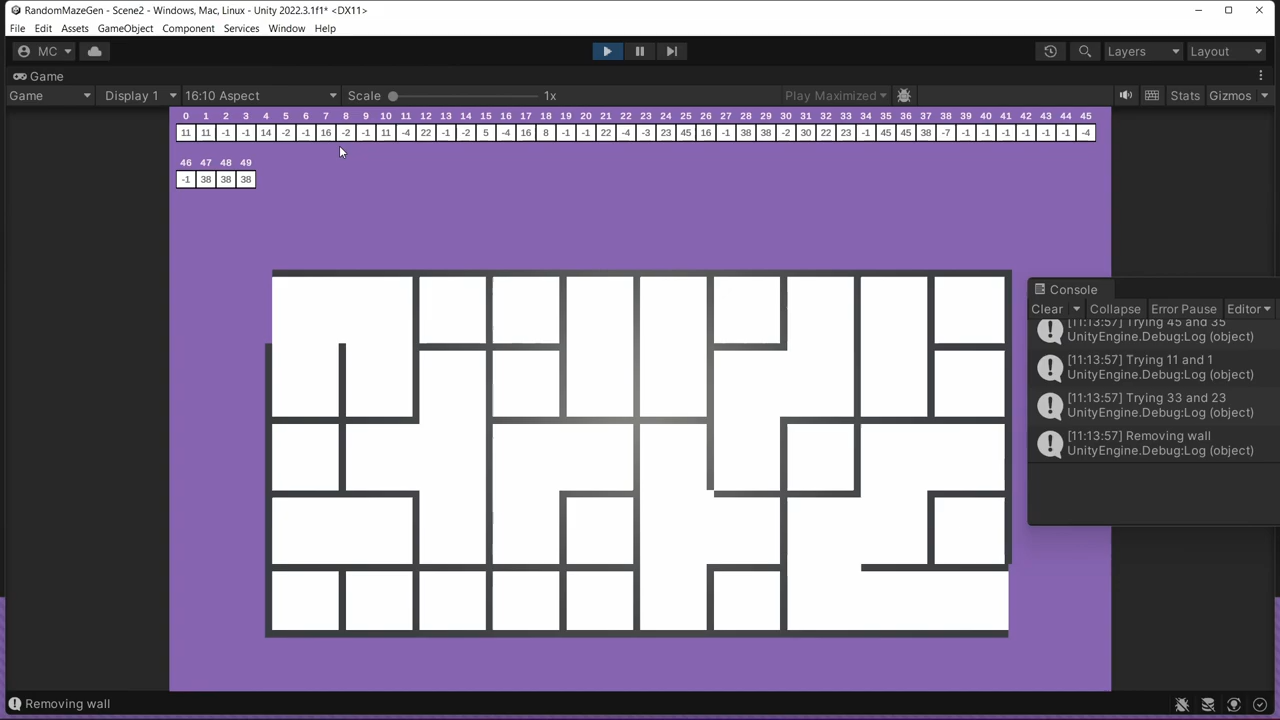 RandomMazeGen - Scene2 - Windows, Mac, Linux - Unity 2022.3.1f1* <DX11>
File Edit Assets GameObject Component Services Window Help
MC Layers Layout
Game
Game Display 1 16:10 Aspect Scale 1x Play Maximized Stats Gizmos
0 1 2 3 4 5 6 7 8 9 10 11 12 13 14 15 16 17 18 19 20 21 22 23 24 25 26 27 28 29 30 31 32 33 34 35 36 37 38 39 40 41 42 43 44 45
11 11 -1 -1 14 -2 -1 16 -2 -1 11 -4 22 -1 -2 5 -4 16 8 -1 -1 22 -4 -3 23 45 16 -1 38 38 -2 30 22 23 -1 45 45 38 -7 -1 -1 -1 -1 -1 -1 -4
46 47 48 49
-1 38 38 38
Console
Clear Collapse Error Pause Editor
[11:13:57] Trying 45 and 35
UnityEngine.Debug:Log (object)
[11:13:57] Trying 11 and 1
UnityEngine.Debug:Log (object)
[11:13:57] Trying 33 and 23
UnityEngine.Debug:Log (object)
[11:13:57] Removing wall
UnityEngine.Debug:Log (object)
Removing wall